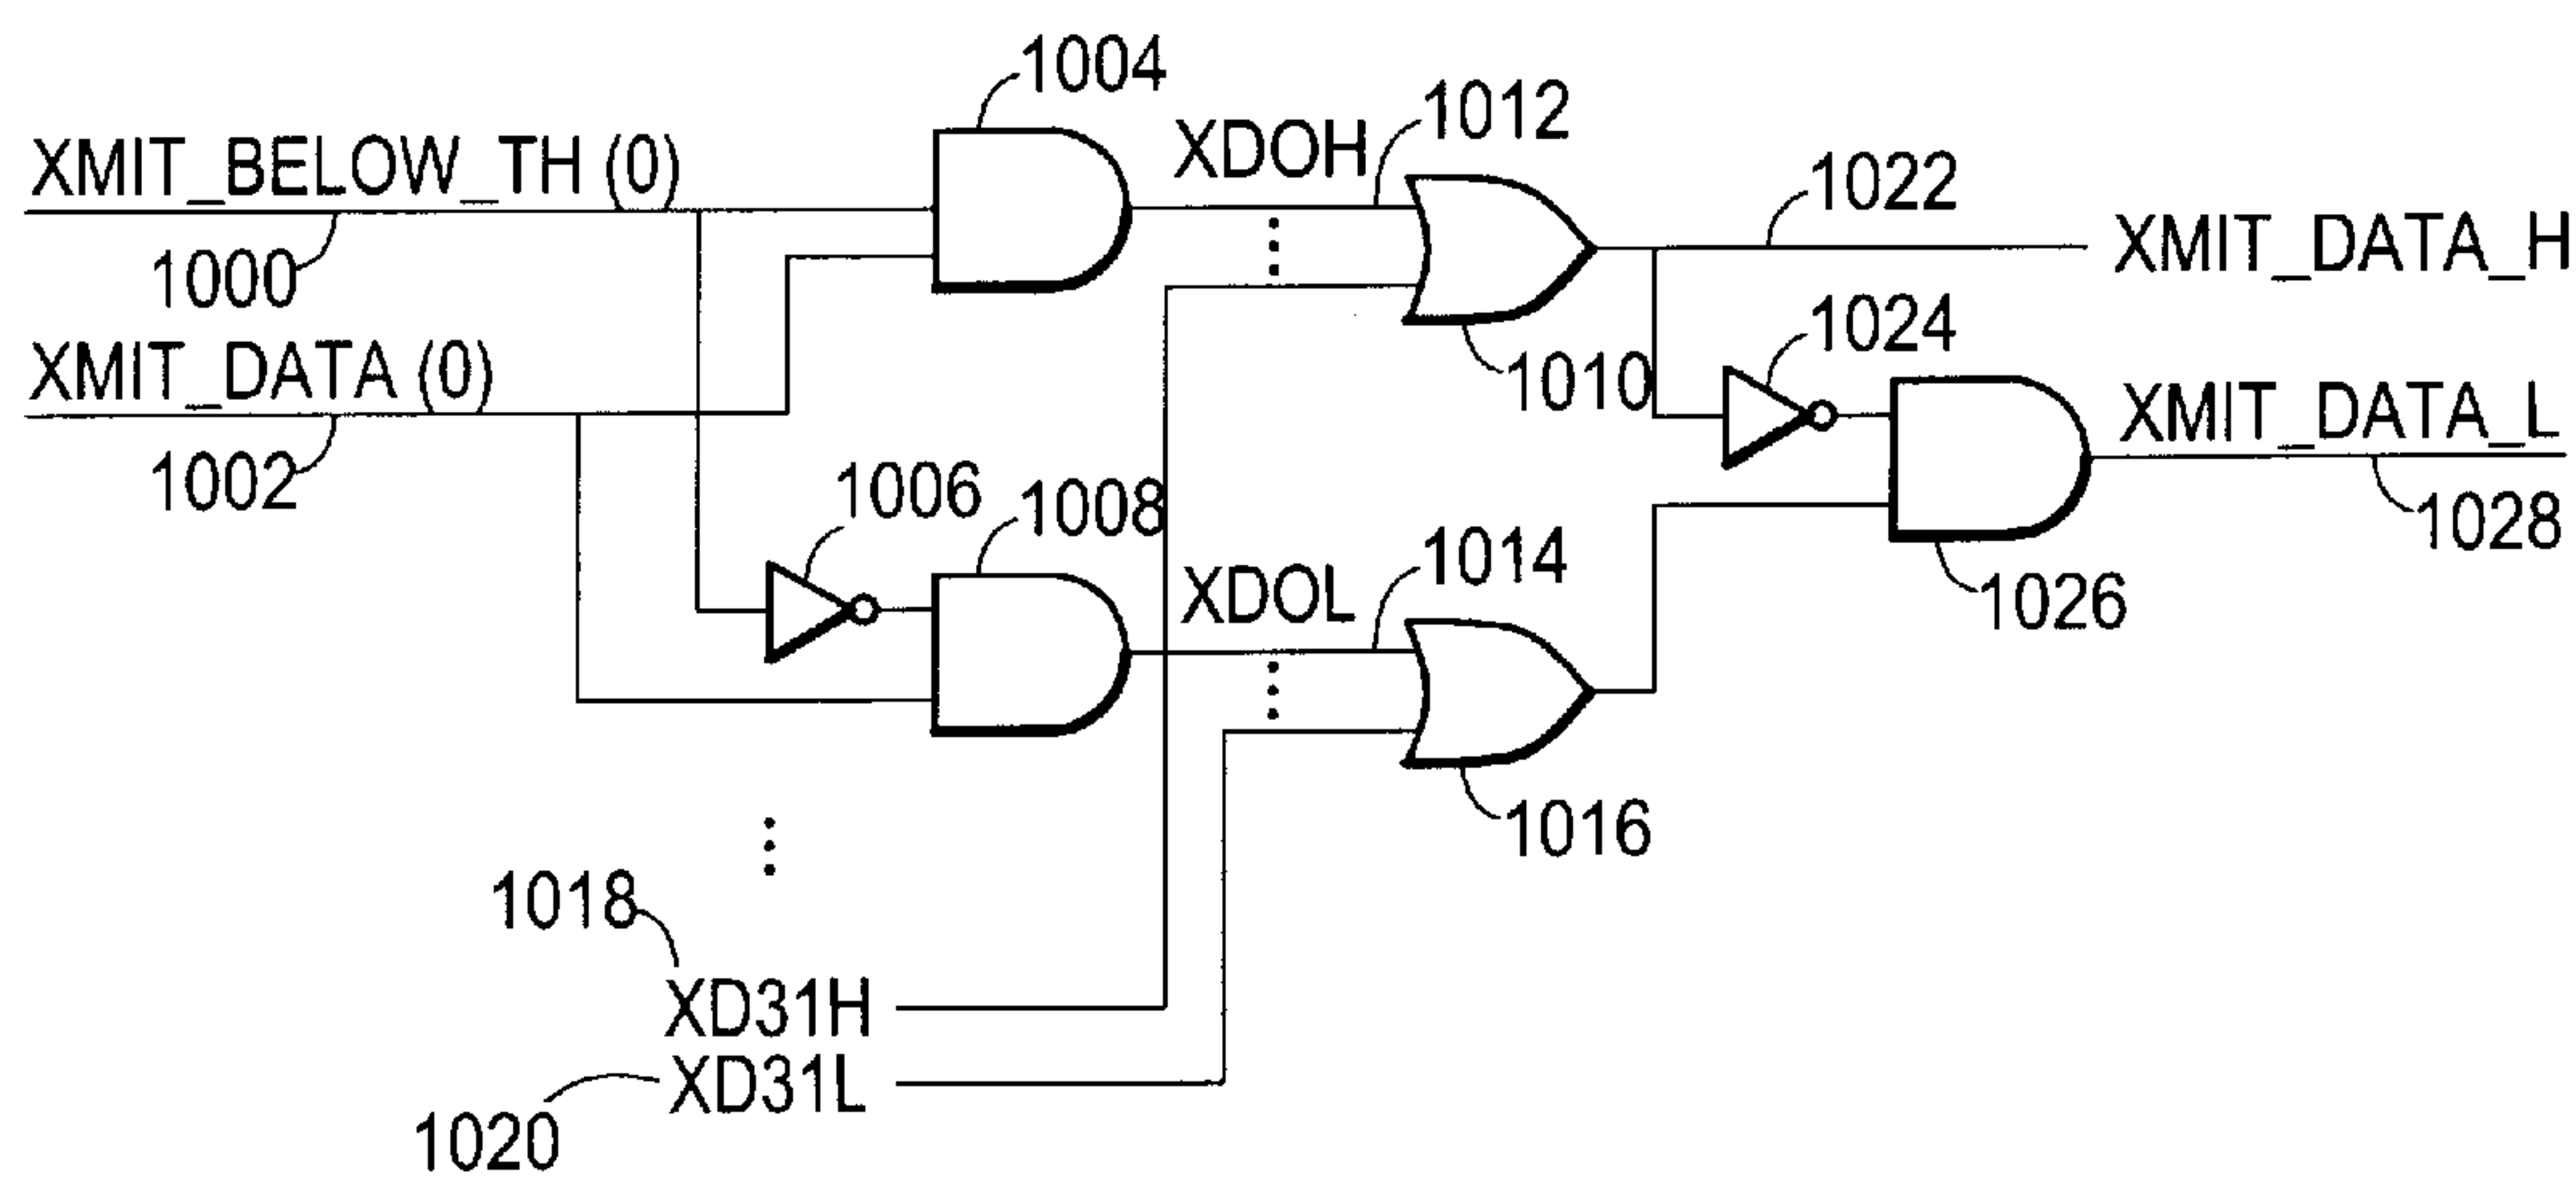 1004
XDOH
1012
XMIT_BELOW_TH (0)
1022
XMIT_DATA_H
1000
1024
XMIT_DATA (0)
1010
XMIT_DATA_L
1002
1006
1008
1014
1028
XDOL
1026
1016
1018
XD31H
XD31L
1020